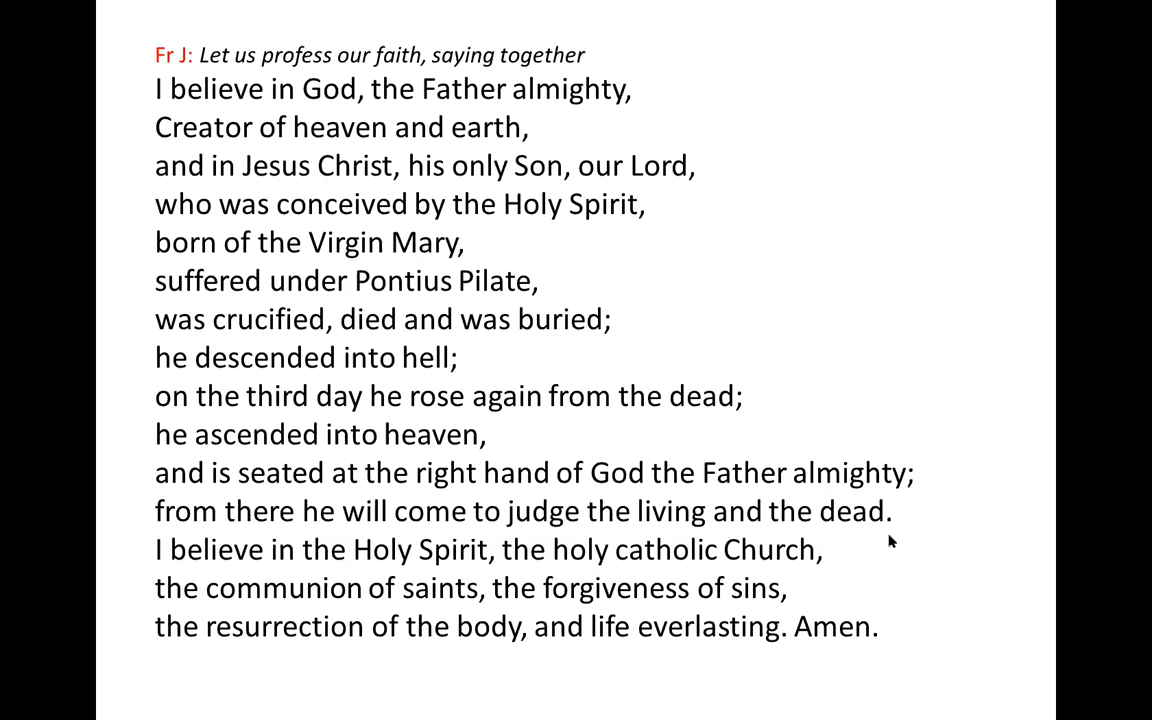 Fr J: Let us profess our faith, saying together
I believe in God, the Father almighty,
Creator of heaven and earth,
and in Jesus Christ, his only Son, our Lord,
who was conceived by the Holy Spirit,
born of the Virgin Mary,
suffered under Pontius Pilate,
was crucified, died and was buried;
he descended into hell;
on the third day he rose again from the dead;
he ascended into heaven,
and is seated at the right hand of God the Father almighty;
from there he will come to judge the living and the dead.
I believe in the Holy Spirit, the holy catholic Church,
the communion of saints, the forgiveness of sins,
the resurrection of the body, and life everlasting. Amen.